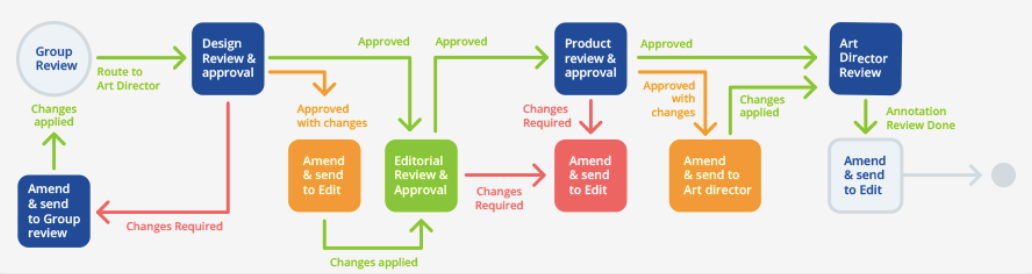 Group
Review
Route to
Art Director
Changes
applied
Amend
& send
to Group
review
Design
Review &
approval
Changes Required
Approved
Approved
with changes
Amend
& send
to Edit
Changes applied
Editorial
Review &
Approval
Approved
Changes
Required
Product
review &
approval
Changes
Required
Amend
& send
to Edit
Approved
Approved
with
changes
Amend
& send to
Art director
Changes
applied
Art
Director
Review
Annotation
Review Done
Amend
& send
to Edit